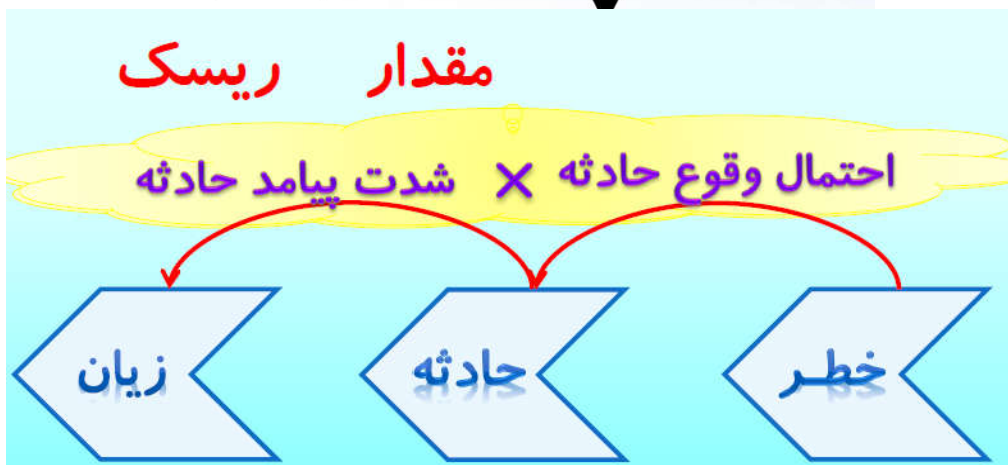 مقدار ریسک
احتمال وقوع حادثه × شدت پیامد حادثه
خطر
حادثه
زیان